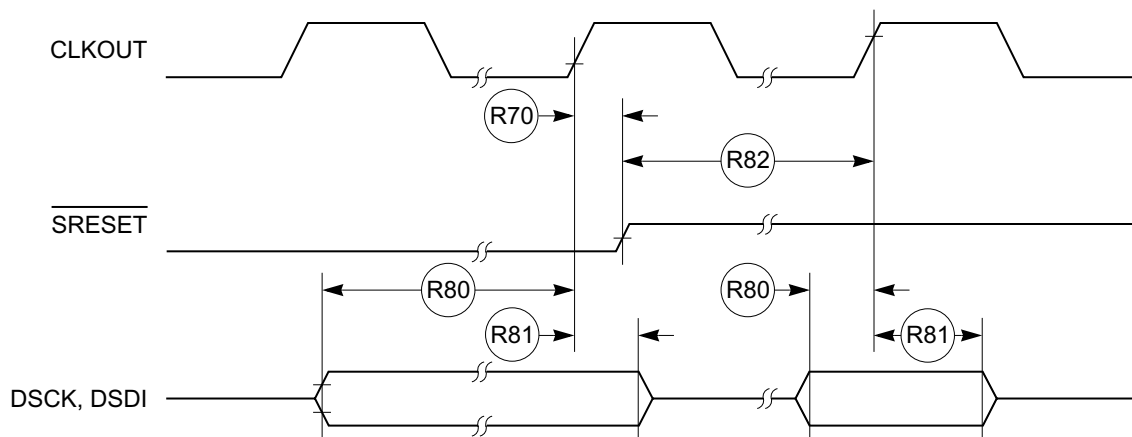 CLKOUT
R70
R82
SRESET
R80
R80
R81
R81
DSCK, DSDI